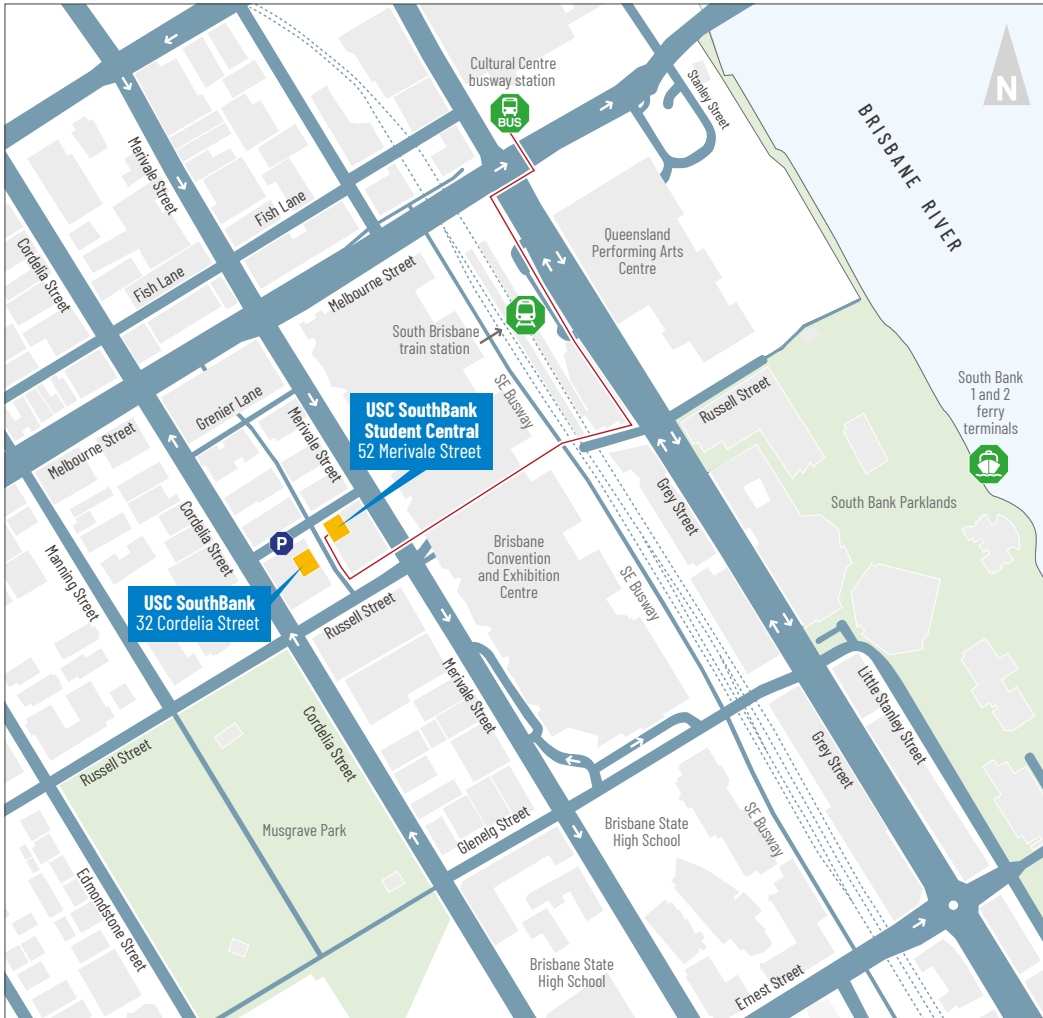 Cultural Centre
busway station
BUS
Stanley Street
N
BRISBANE RIVER
Merivale Street
Fish Lane
Queensland
Performing Arts
Centre
Cordelia Street
Fish Lane
Melbourne Street
South Brisbane
train station
SE Busway
Russell Street
South Bank
1 and 2
ferry
terminals
Grenier Lane
Merivale Street
USC SouthBank
Student Central
52 Merivale Street
Melbourne Street
Cordelia Street
Grey Street
South Bank Parklands
P
Brisbane
Convention
and Exhibition
Centre
Manning Street
SE Busway
USC SouthBank
32 Cordelia Street
Russell Street
Merivale Street
Cordelia Street
Little Stanley Street
Grey Street
Russell Street
Musgrave Park
Glenelg Street
Brisbane State
High School
SE Busway
Edmondstone Street
Brisbane State
High School
Ernest Street